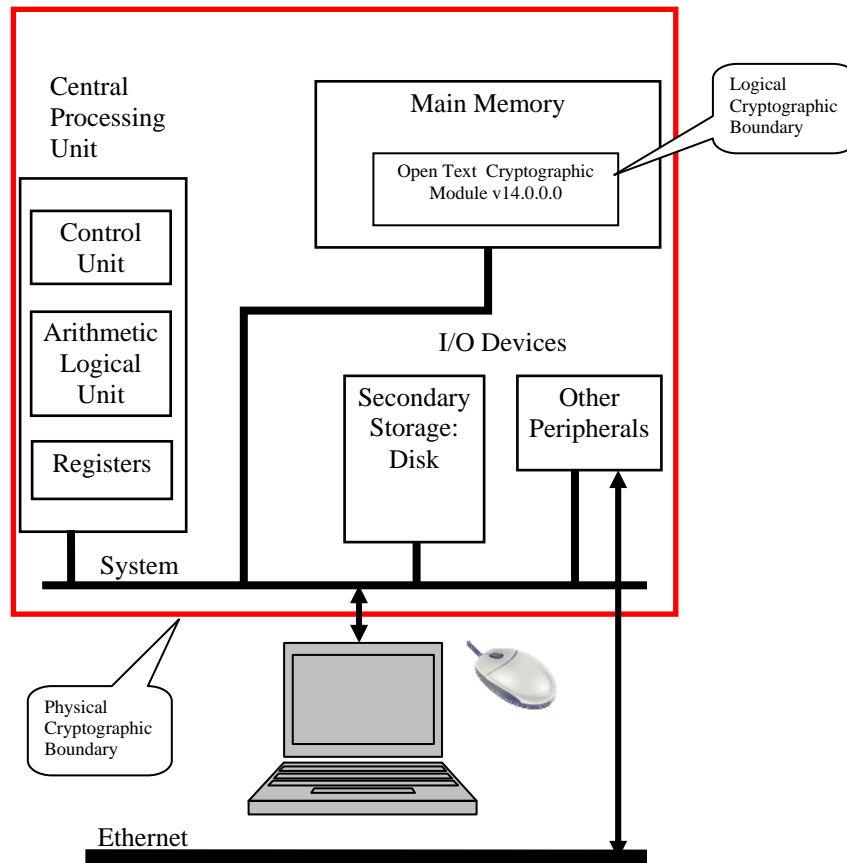 Central
Processing
Unit
Control
Unit
Arithmetic
Logical
Unit
Registers
Main Memory
Open Text Cryptographic
Module v14.0.0.0
Logical
Cryptographic
Boundary
I/O Devices
Secondary
Storage:
Disk
Other
Peripherals
System
Physical
Cryptographic
Boundary
Ethernet